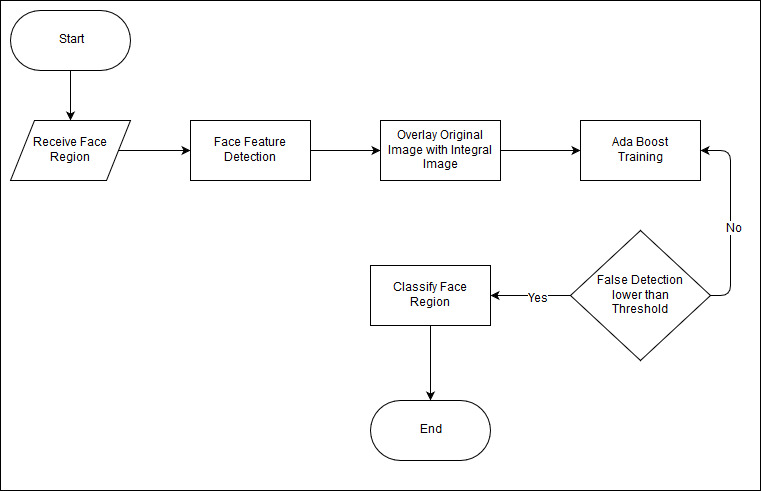 Start
Receive Face
Region
Face Feature
Detection
Overlay Original
Image with Integral
Image
Ada Boost
Training
No
False Detection
lower than
Threshold
Yes
Classify Face
Region
End